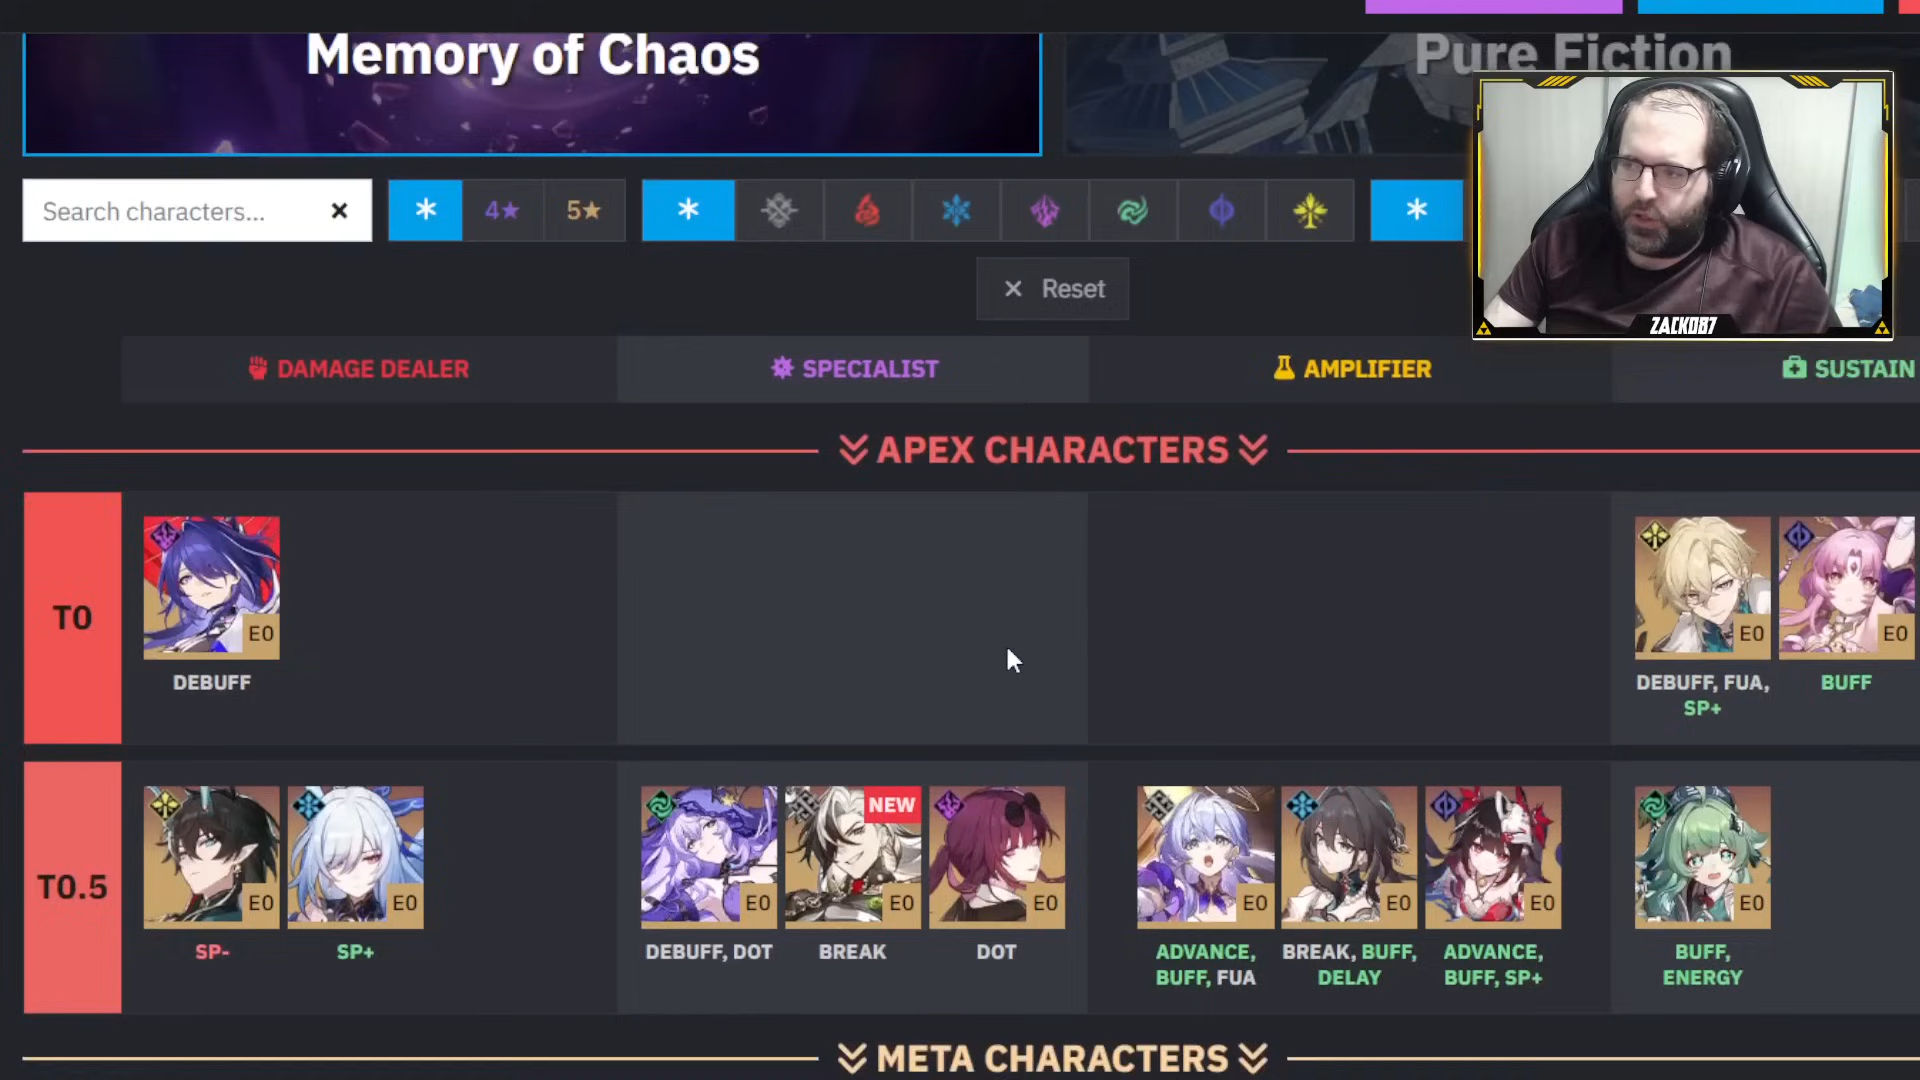 Memory of Chaos
Pure Fiction
Search characters... ×
* 4★ 5★ * *
× Reset
ZACK087
DAMAGE DEALER
SPECIALIST
AMPLIFIER
SUSTAIN
APEX CHARACTERS
T0
E0
E0
E0
DEBUFF
DEBUFF, FUA,
SP+
BUFF
T0.5
NEW
E0
E0
E0
E0
E0
E0
E0
E0
E0
SP-
SP+
DEBUFF, DOT
BREAK
DOT
ADVANCE,
BUFF, FUA
BREAK, BUFF,
DELAY
ADVANCE,
BUFF, SP+
BUFF,
ENERGY
META CHARACTERS